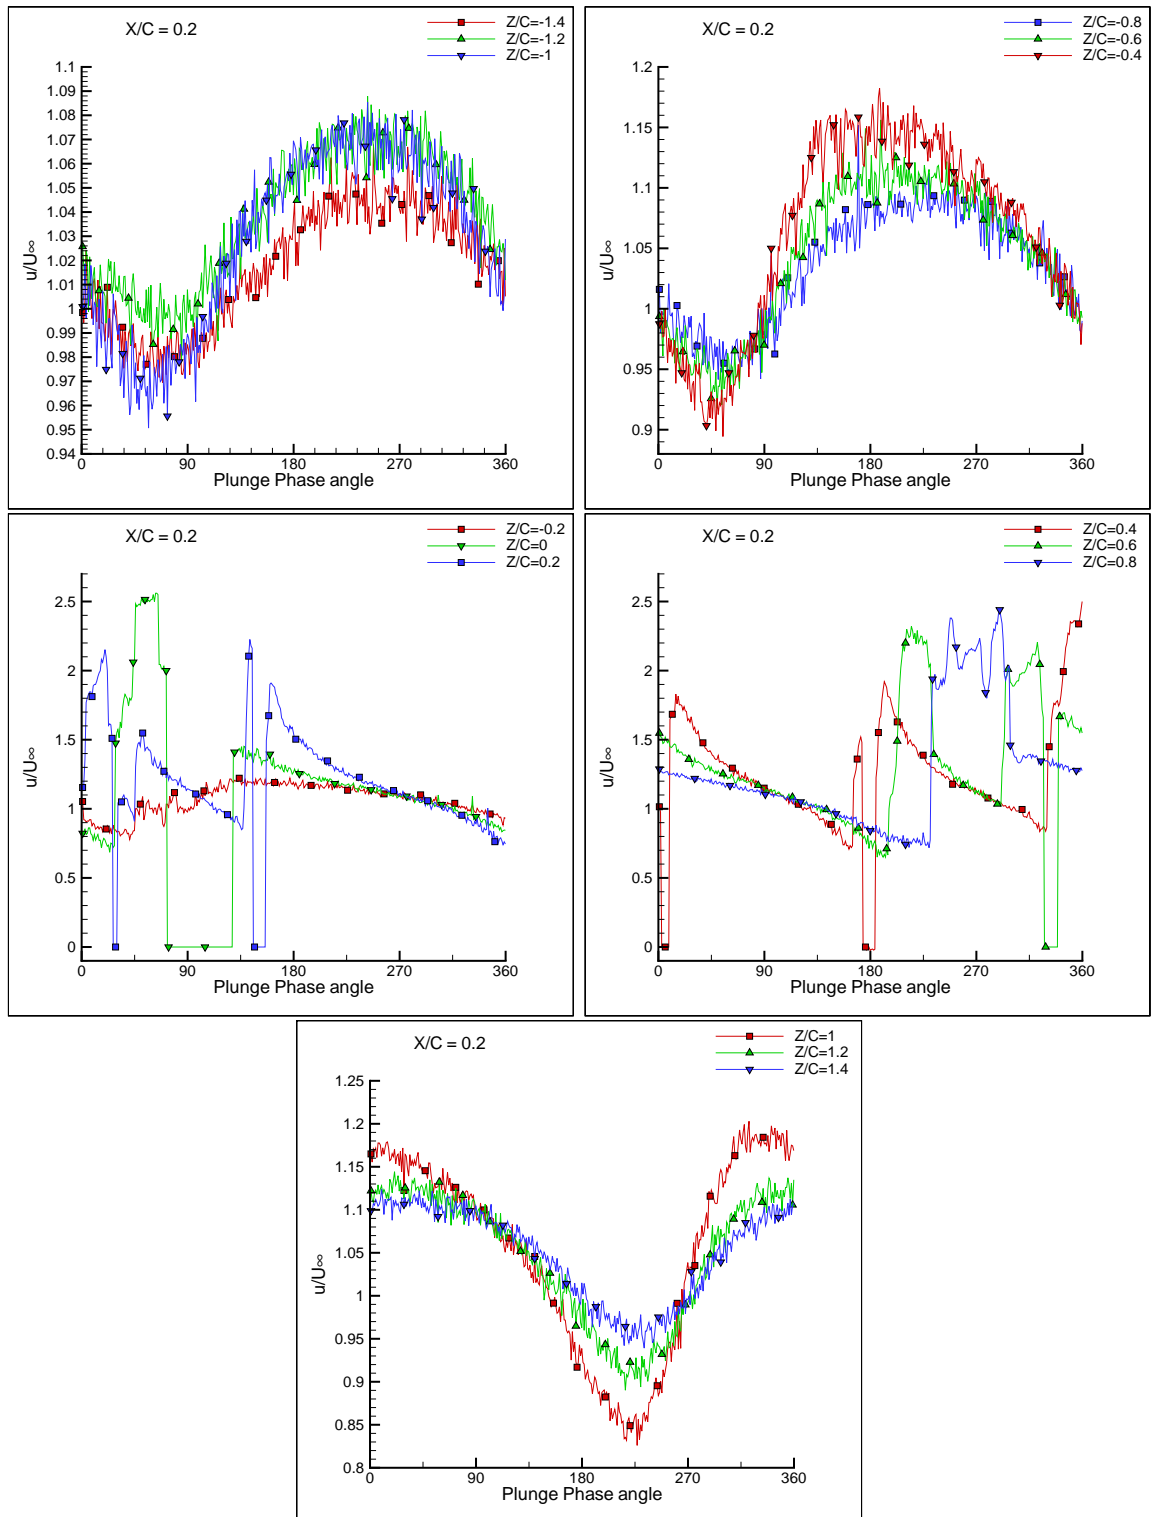 X/C = 0.2
Z/C=-1.4
Z/C=-1.2
Z/C=-1
1.1
1.09
1.08
1.07
1.06
1.05
1.04
1.03
1.02
1.01
1
0.99
0.98
0.97
0.96
0.95
0.94
u/U∞
0 90 180 270 360
Plunge Phase angle
X/C = 0.2
Z/C=-0.8
Z/C=-0.6
Z/C=-0.4
1.2
1.15
1.1
1.05
1
0.95
0.9
u/U∞
0 90 180 270 360
Plunge Phase angle
X/C = 0.2
Z/C=-0.2
Z/C=0
Z/C=0.2
2.5
2
1.5
1
0.5
0
u/U∞
0 90 180 270 360
Plunge Phase angle
X/C = 0.2
Z/C=0.4
Z/C=0.6
Z/C=0.8
2.5
2
1.5
1
0.5
0
u/U∞
0 90 180 270 360
Plunge Phase angle
X/C = 0.2
Z/C=1
Z/C=1.2
Z/C=1.4
1.25
1.2
1.15
1.1
1.05
1
0.95
0.9
0.85
0.8
u/U∞
0 90 180 270 360
Plunge Phase angle